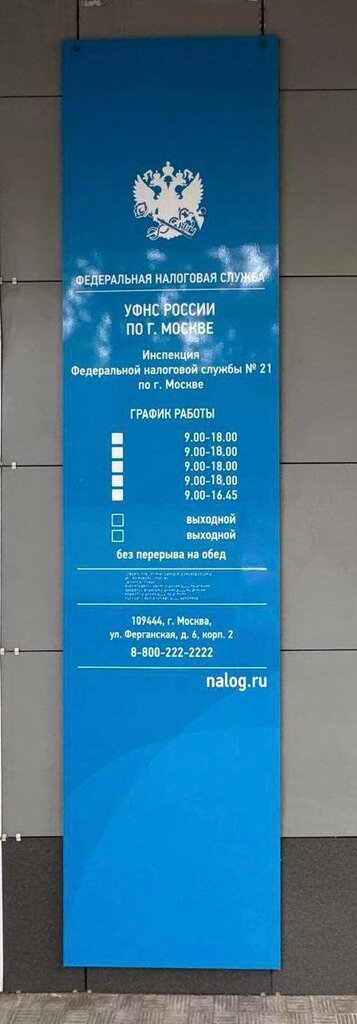 ФЕДЕРАЛЬНАЯ НАЛОГОВАЯ СЛУЖБА
УФНС РОССИИ
ПО Г. МОСКВЕ
Инспекция
Федеральной налоговой службы № 21
по г. Москве
ГРАФИК РАБОТЫ
9.00-18.00
9.00-18.00
9.00-18.00
9.00-18.00
9.00-16.45
выходной
выходной
без перерыва на обед
109444, г. Москва,
ул. Ферганская, д. 6, корп. 2
8-800-222-2222
nalog.ru